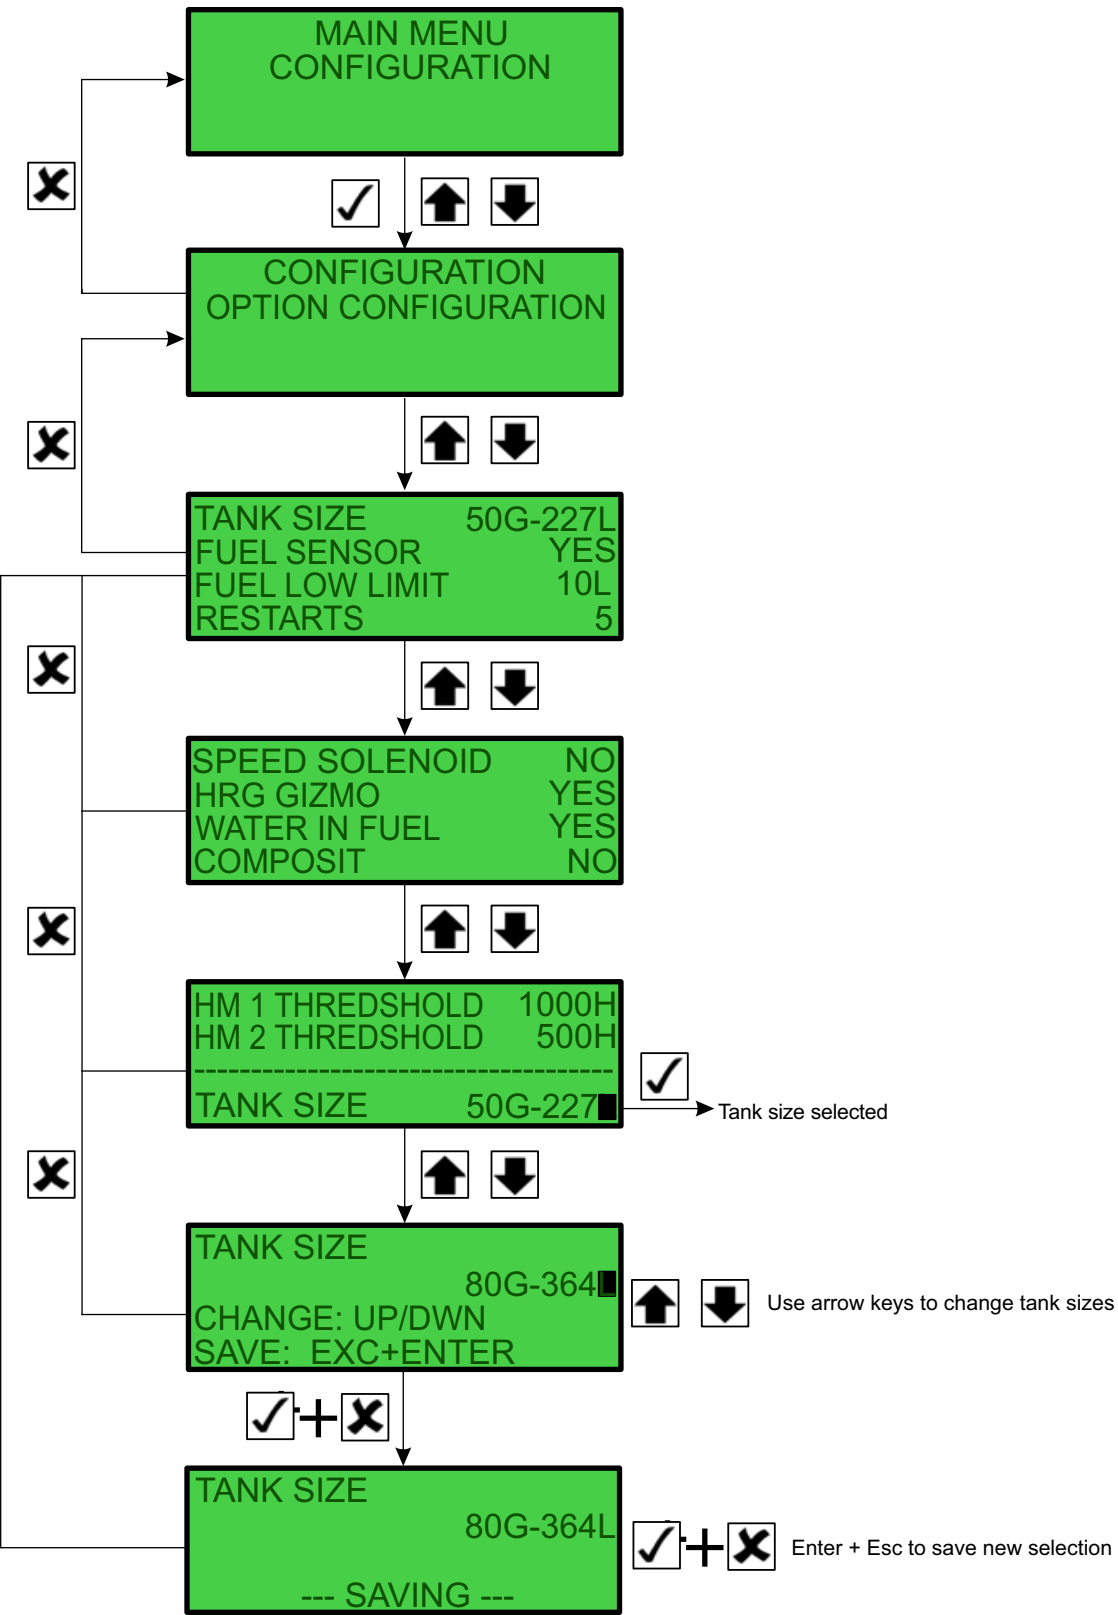 MAIN MENU
CONFIGURATION
CONFIGURATION
OPTION CONFIGURATION
TANK SIZE 50G-227L
FUEL SENSOR YES
FUEL LOW LIMIT 10L
RESTARTS 5
SPEED SOLENOID NO
HRG GIZMO YES
WATER IN FUEL YES
COMPOSIT NO
HM 1 THREDSHOLD 1000H
HM 2 THREDSHOLD 500H
------------------------------------
TANK SIZE 50G-227
Tank size selected
TANK SIZE
80G-364L
CHANGE: UP/DWN
SAVE: EXC+ENTER
Use arrow keys to change tank sizes
TANK SIZE
80G-364L
--- SAVING ---
Enter + Esc to save new selection